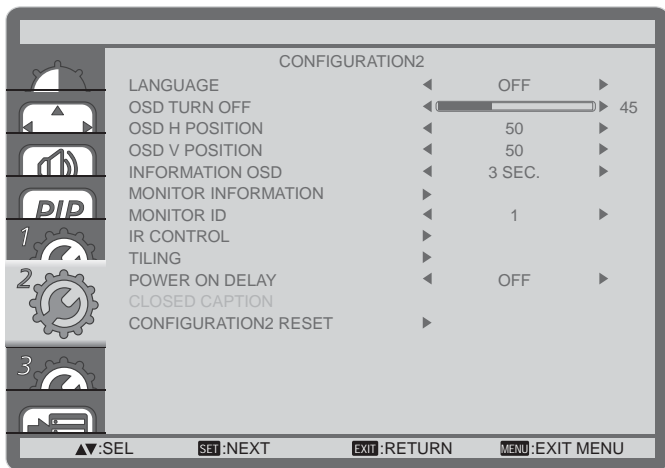 CONFIGURATION2
LANGUAGE OFF
OSD TURN OFF 45
OSD H POSITION 50
OSD V POSITION 50
INFORMATION OSD 3 SEC.
MONITOR INFORMATION
PIP
MONITOR ID 1
1
IR CONTROL
TILING
2
POWER ON DELAY OFF
CLOSED CAPTION
CONFIGURATION2 RESET
3
▲▼:SEL SET:NEXT EXIT:RETURN MENU:EXIT MENU